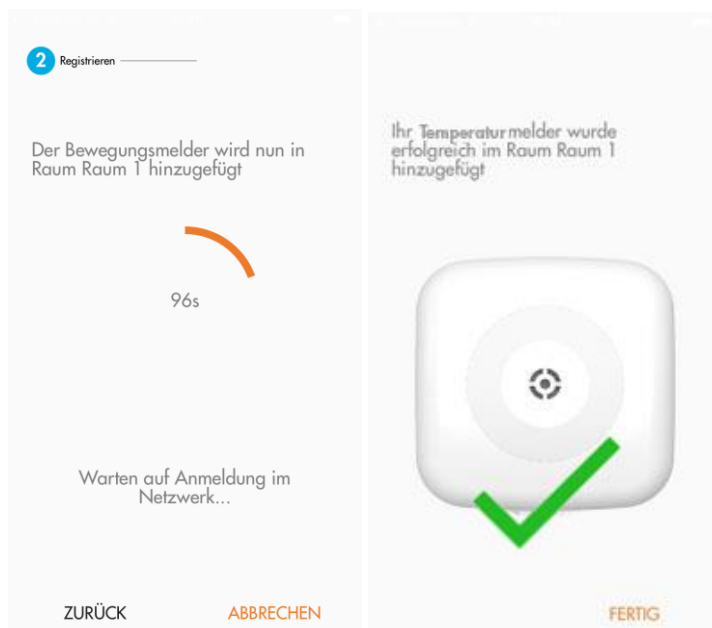 2 Registrieren
Der Bewegungsmelder wird nun in
Raum Raum 1 hinzugefügt
96s
Warten auf Anmeldung im
Netzwerk...
ZURÜCK ABBRECHEN
Ihr Temperaturmelder wurde
erfolgreich im Raum Raum 1
hinzugefügt
FERTIG